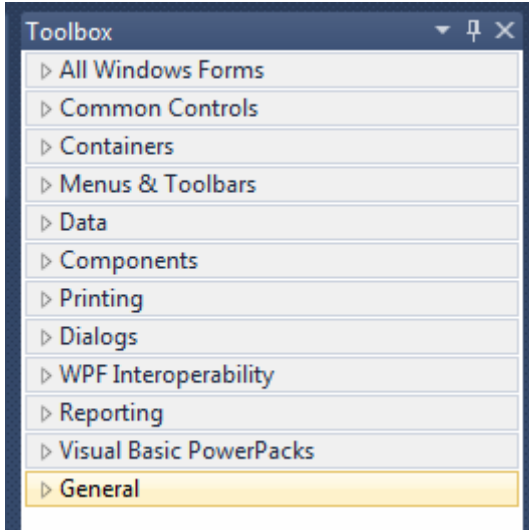 Toolbox
All Windows Forms
Common Controls
Containers
Menus & Toolbars
Data
Components
Printing
Dialogs
WPF Interoperability
Reporting
Visual Basic PowerPacks
General